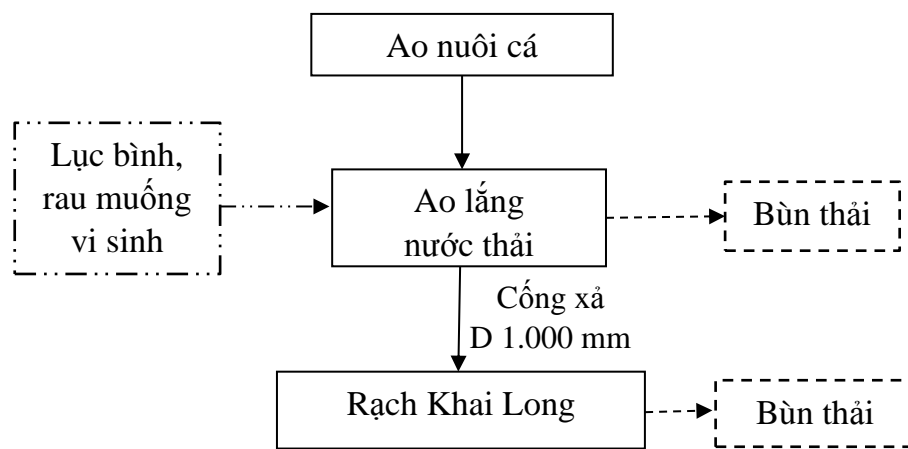 Ao nuôi cá
Lục bình,
rau muống
vi sinh
Ao lắng
nước thải
Bùn thải
Cống xả
D 1.000 mm
Rạch Khai Long
Bùn thải